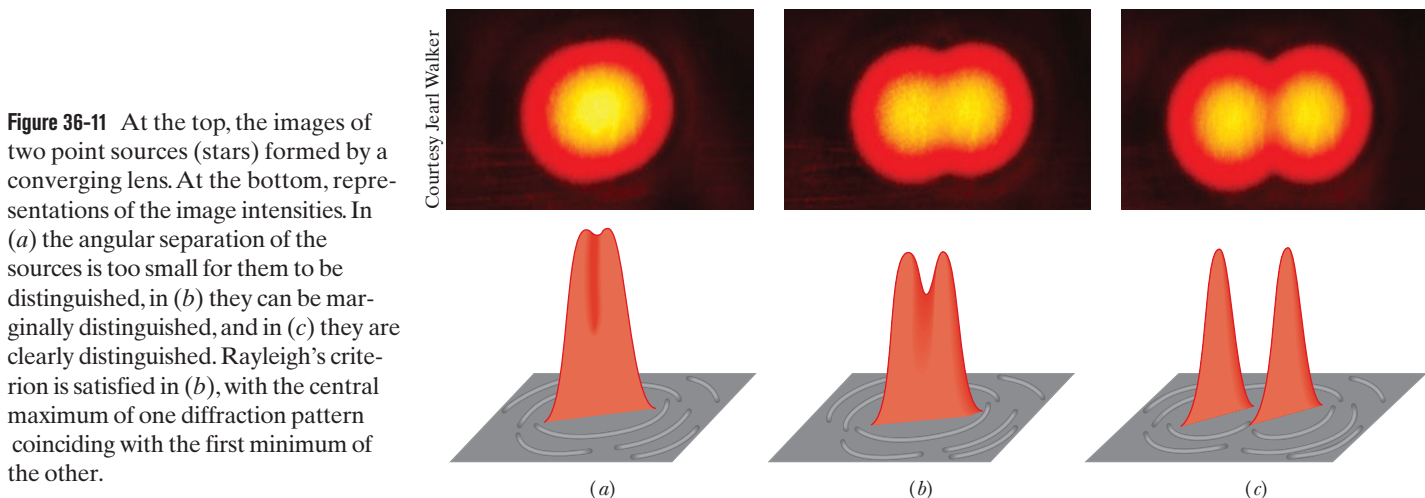 Figure 36-11 At the top, the images of
two point sources (stars) formed by a
converging lens. At the bottom, repre-
sentations of the image intensities. In
(a) the angular separation of the
sources is too small for them to be
distinguished, in (b) they can be mar-
ginally distinguished, and in (c) they are
clearly distinguished. Rayleigh's crite-
rion is satisfied in (b), with the central
maximum of one diffraction pattern
coinciding with the first minimum of
the other.
Courtesy Jearl Walker
(a)
(b)
(c)